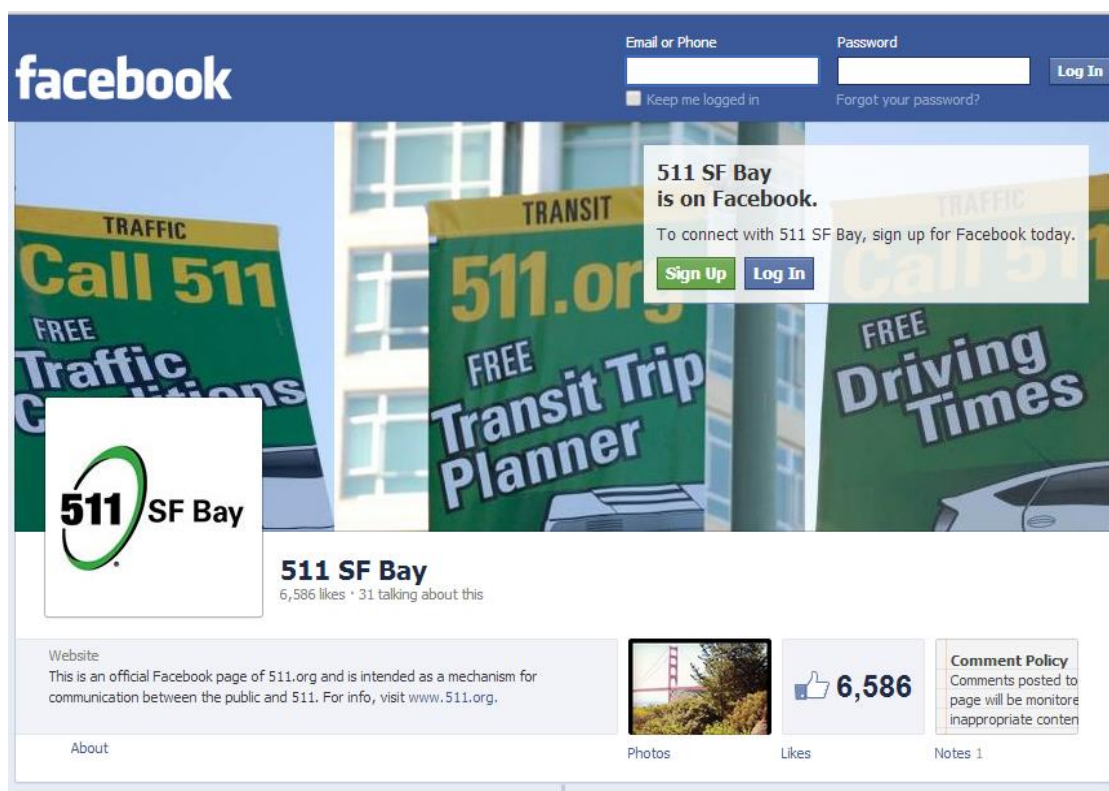 facebook
Email or Phone
Password
Log In
Keep me logged in
Forgot your password?
TRAFFIC
Call 511
FREE
Traffic
Conditions
TRANSIT
511.org
FREE
Transit Trip
Planner
TRAFFIC
Call 511
FREE
Driving
Times
511 SF Bay
is on Facebook.
To connect with 511 SF Bay, sign up for Facebook today.
Sign Up
Log In
511 SF Bay
511 SF Bay
6,586 likes · 31 talking about this
Website
This is an official Facebook page of 511.org and is intended as a mechanism for
communication between the public and 511. For info, visit www.511.org.
About
Photos
6,586
Likes
Comment Policy
Comments posted to
page will be monitore
inappropriate conten
Notes 1